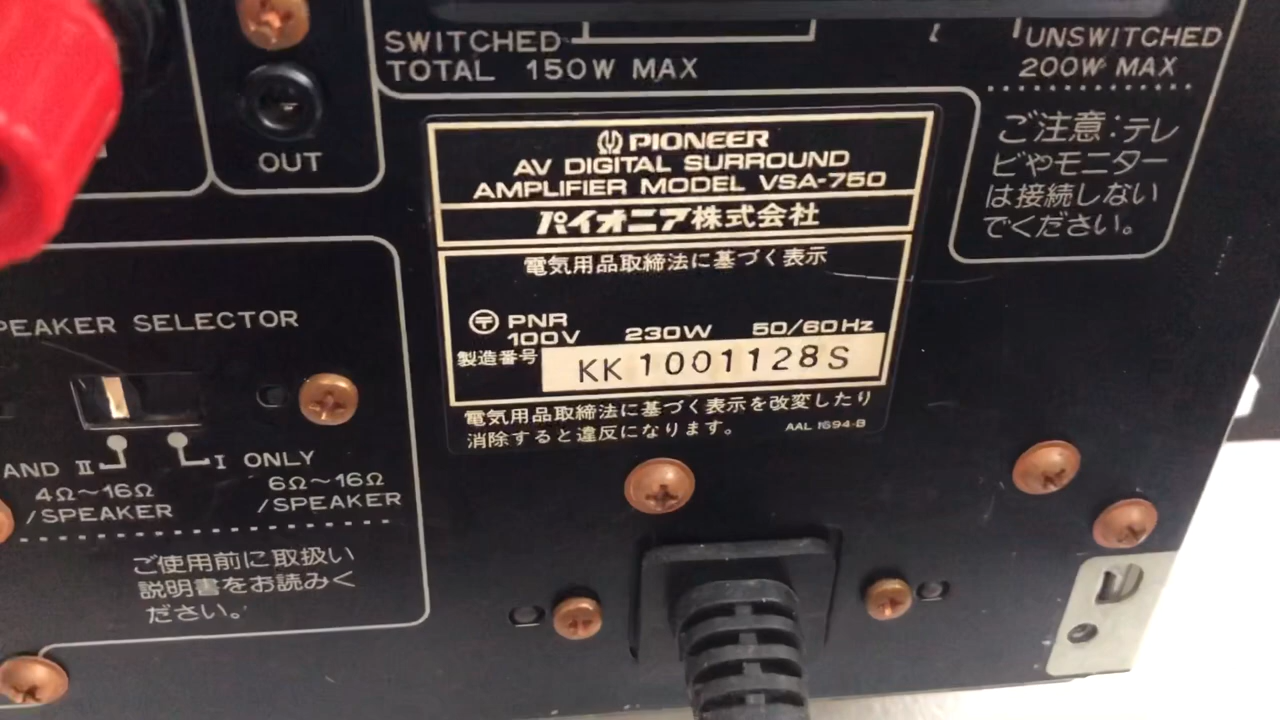 SWITCHED
TOTAL 150W MAX
UNSWITCHED
200W MAX
OUT
ご注意:テレ
ビやモニター
は接続しない
でください。
PIONEER
AV DIGITAL SURROUND
AMPLIFIER MODEL VSA-750
パイオニア株式会社
電気用品取締法に基づく表示
〒 PNR
100V 230W 50/60Hz
製造番号 KK1001128S
電気用品取締法に基づく表示を改変したり
消除すると違反になります。 AAL1694-B
PEAKER SELECTOR
AND II I ONLY
4Ω~16Ω 6Ω~16Ω
/SPEAKER /SPEAKER
ご使用前に取扱い
説明書をお読みく
ださい。